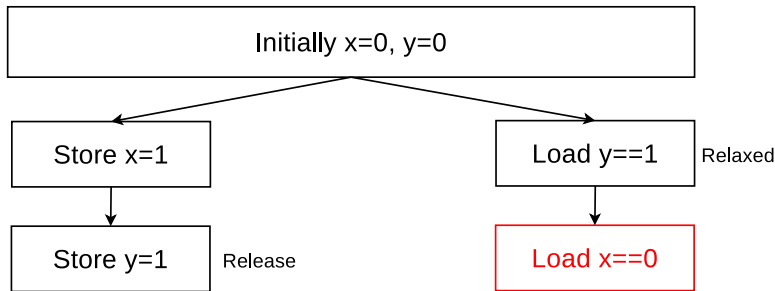 Initially x=0, y=0
Store x=1
Load y==1
Relaxed
Store y=1
Release
Load x==0